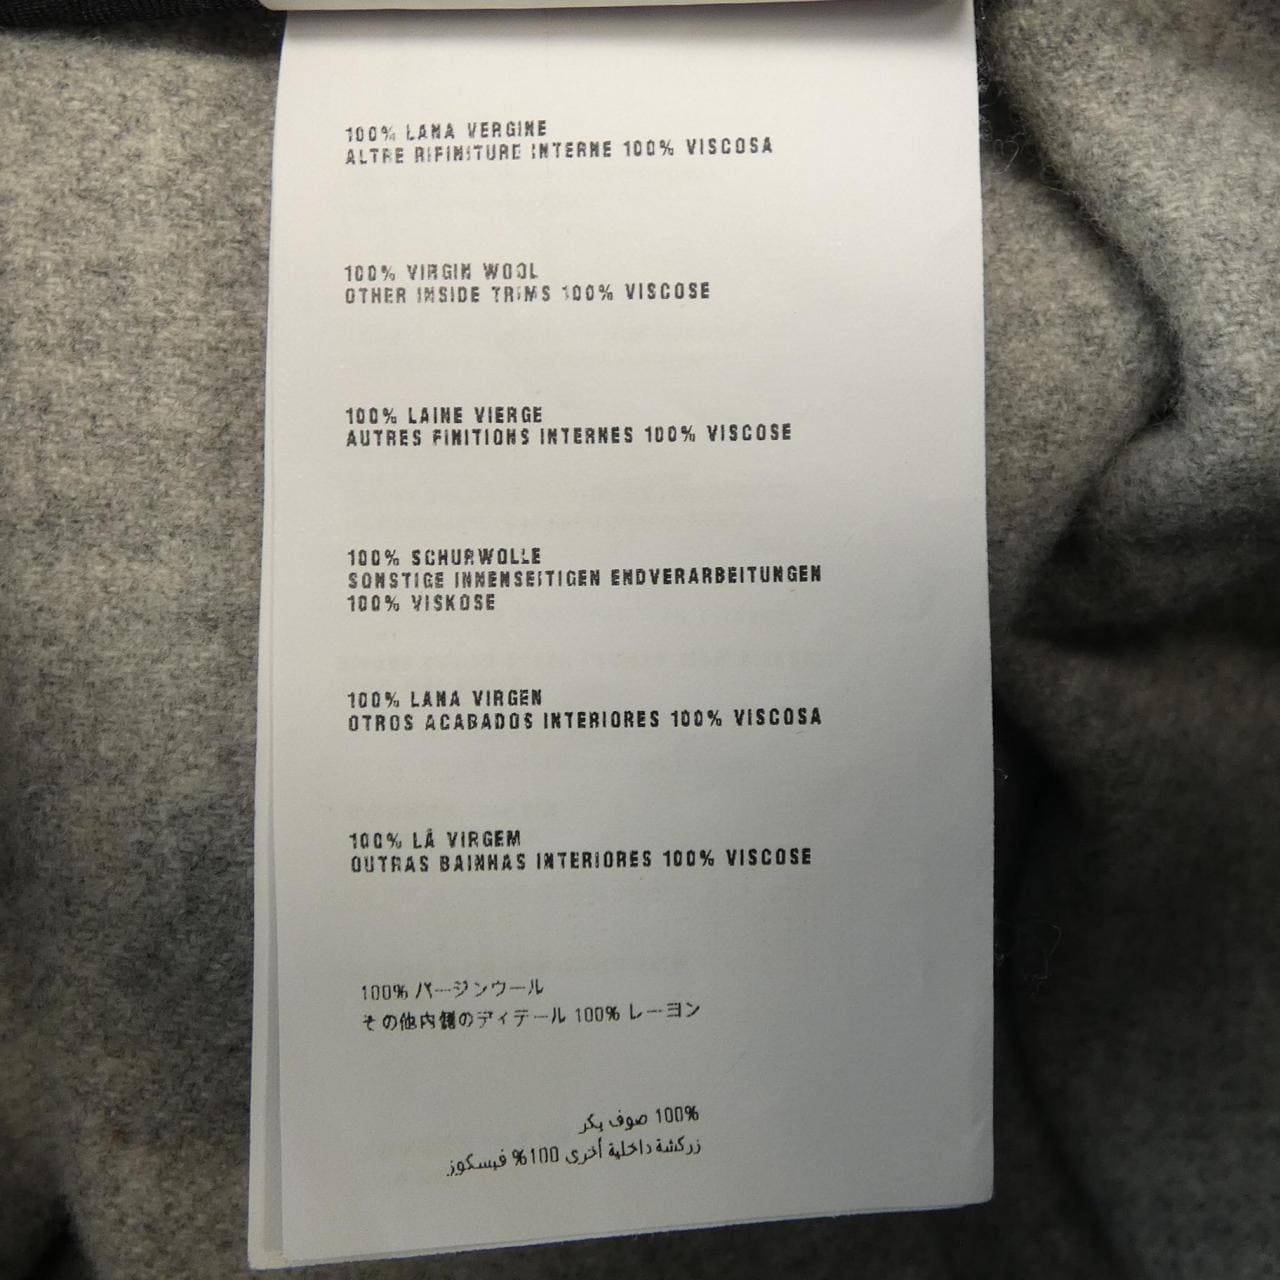 100% LANA VERGINE
ALTRE RIFINITURE INTERNE 100% VISCOSA
100% VIRGIN WOOL
OTHER INSIDE TRIMS 100% VISCOSE
100% LAINE VIERGE
AUTRES FINITIONS INTERNES 100% VISCOSE
100% SCHURWOLLE
SONSTIGE INNENSEITIGEN ENDVERARBEITUNGEN
100% VISKOSE
100% LANA VIRGEN
OTROS ACABADOS INTERIORES 100% VISCOSA
100% LÃ VIRGEM
OUTRAS BAINHAS INTERIORES 100% VISCOSE
100% バージンウール
その他内側のディテール 100% レーヨン
100% صوف بكر
زركشة داخلية أخرى 100% فيسكوز